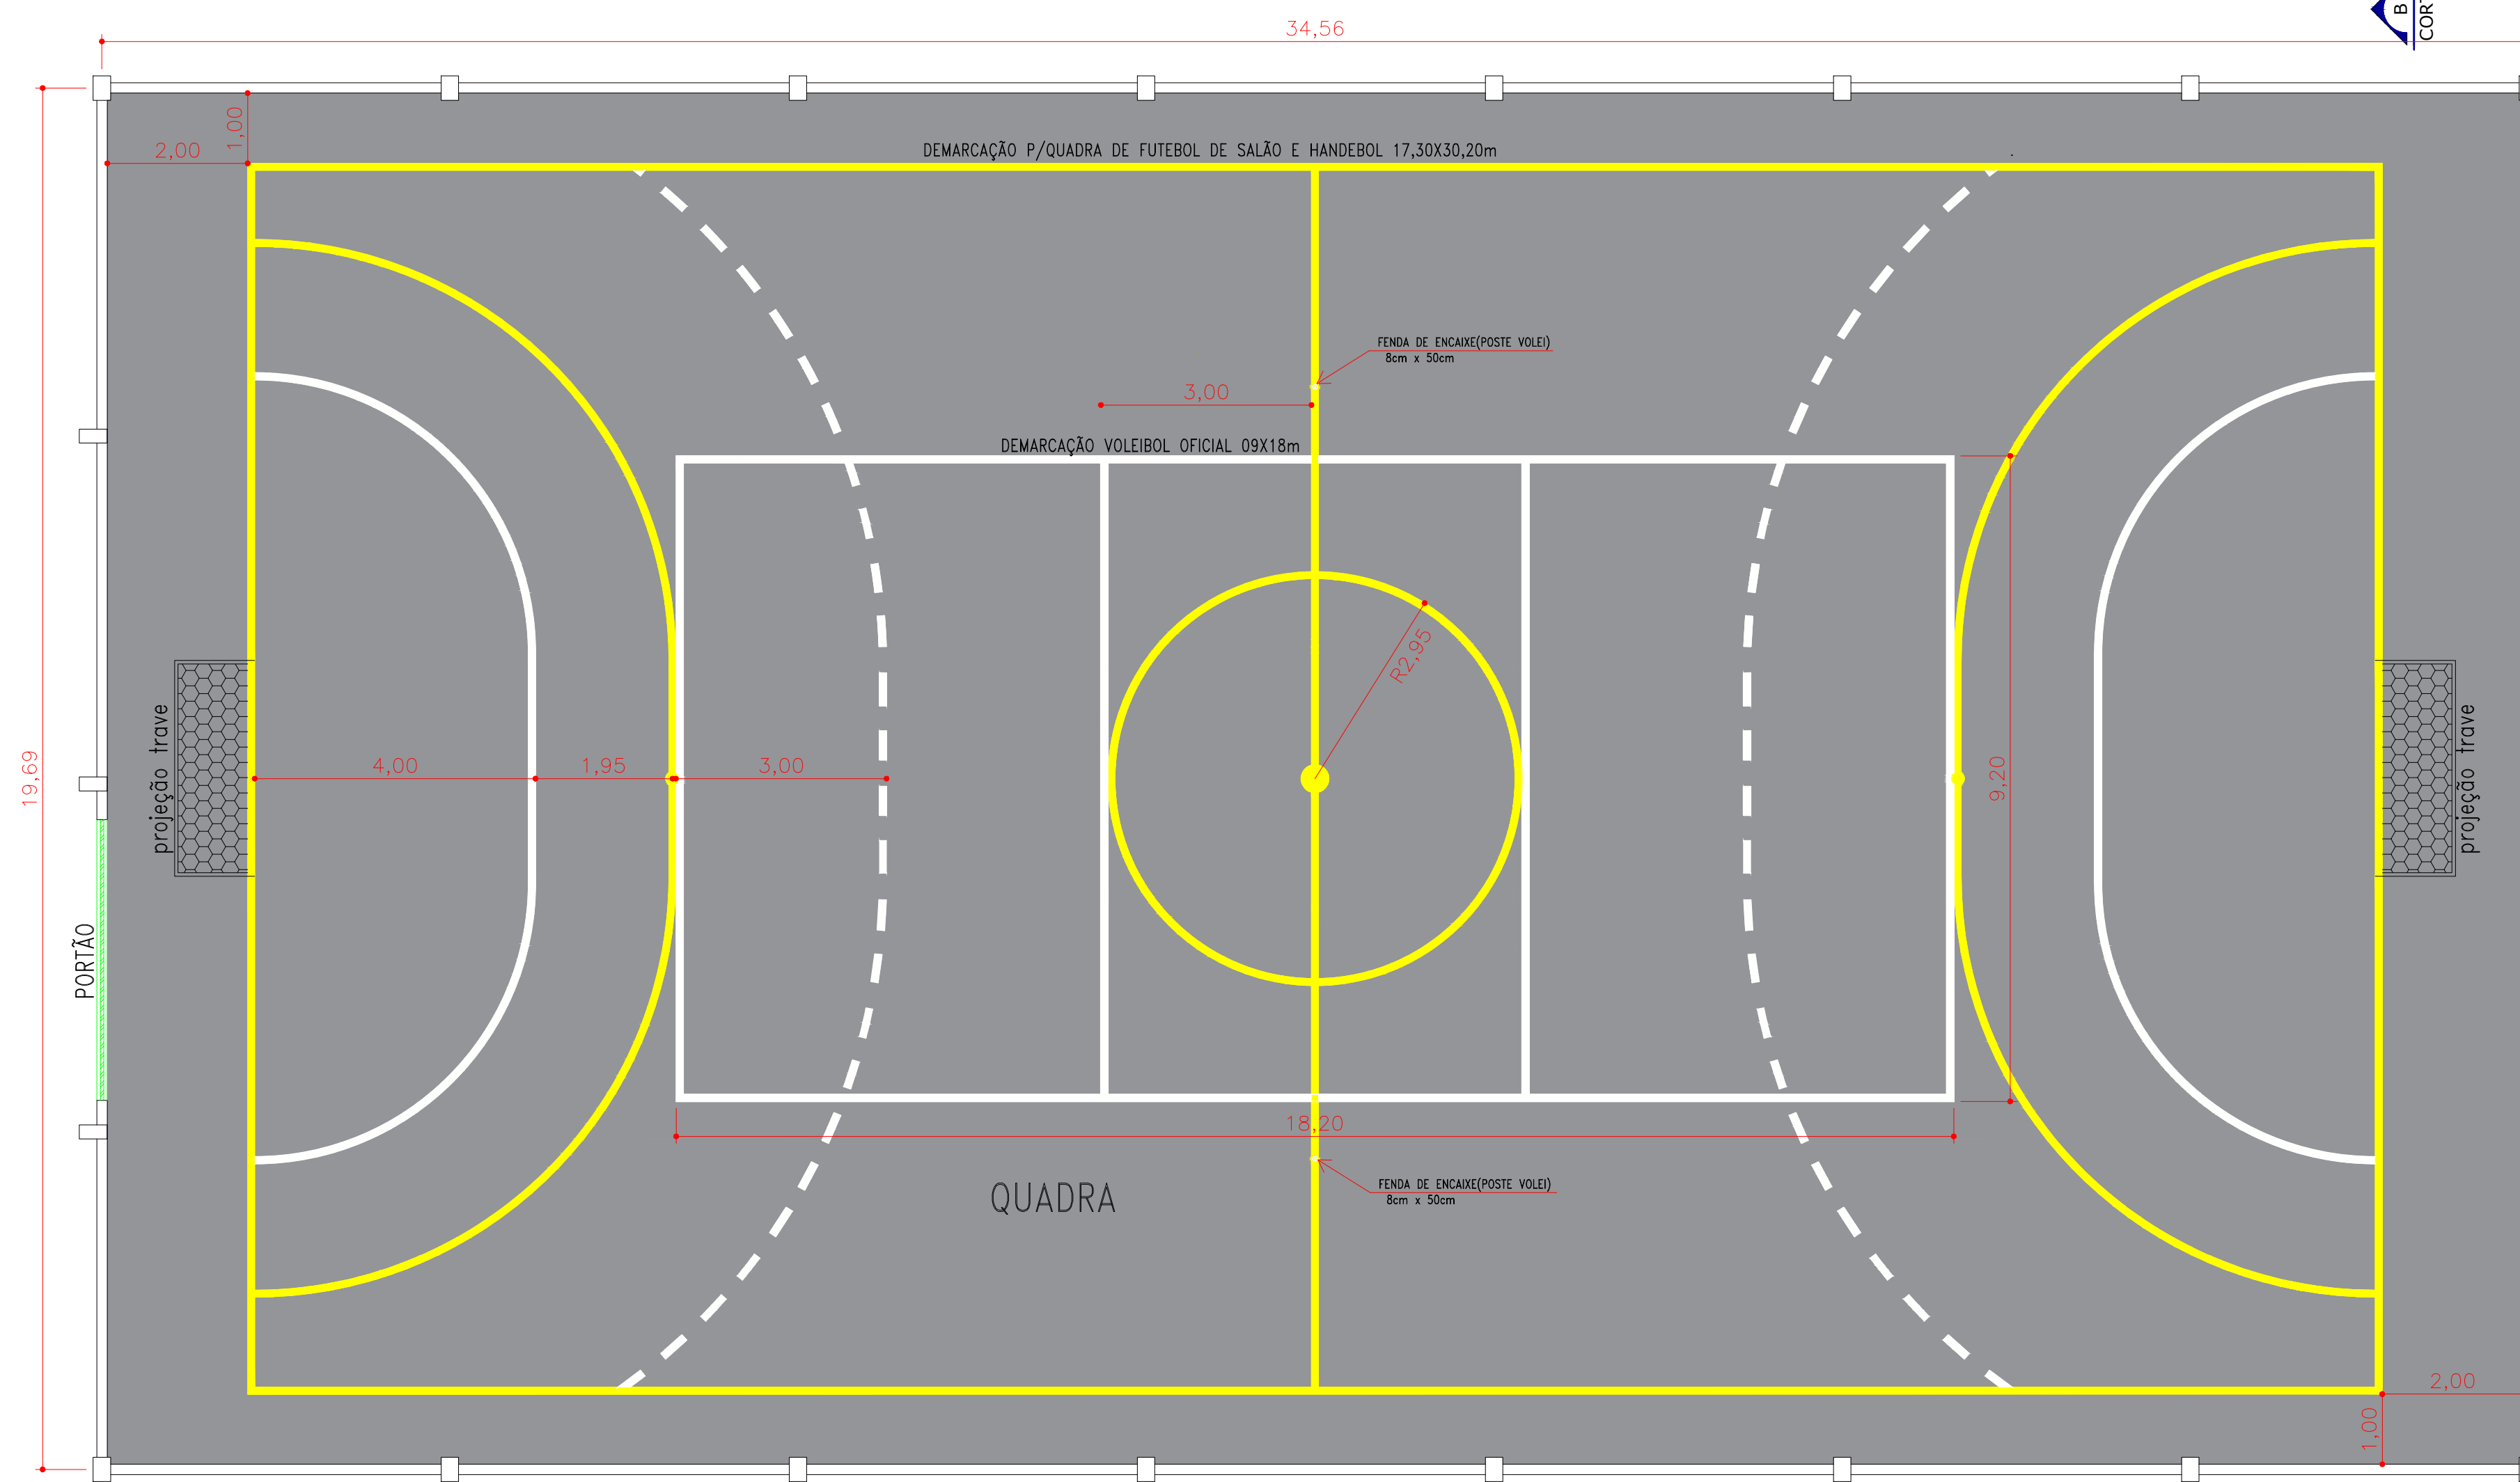 34,56
B
COR
1,00
2,00
DEMARCAÇÃO P/QUADRA DE FUTEBOL DE SALÃO E HANDEBOL 17,30X30,20m
FENDA DE ENCAIXE(POSTE VOLEI)
8cm x 50cm
3,00
DEMARCAÇÃO VOLEIBOL OFICIAL 09X18m
R2,95
19,69
projeção trave
4,00
1,95
3,00
9,20
projeção trave
PORTÃO
18,20
QUADRA
FENDA DE ENCAIXE(POSTE VOLEI)
8cm x 50cm
2,00
1,00